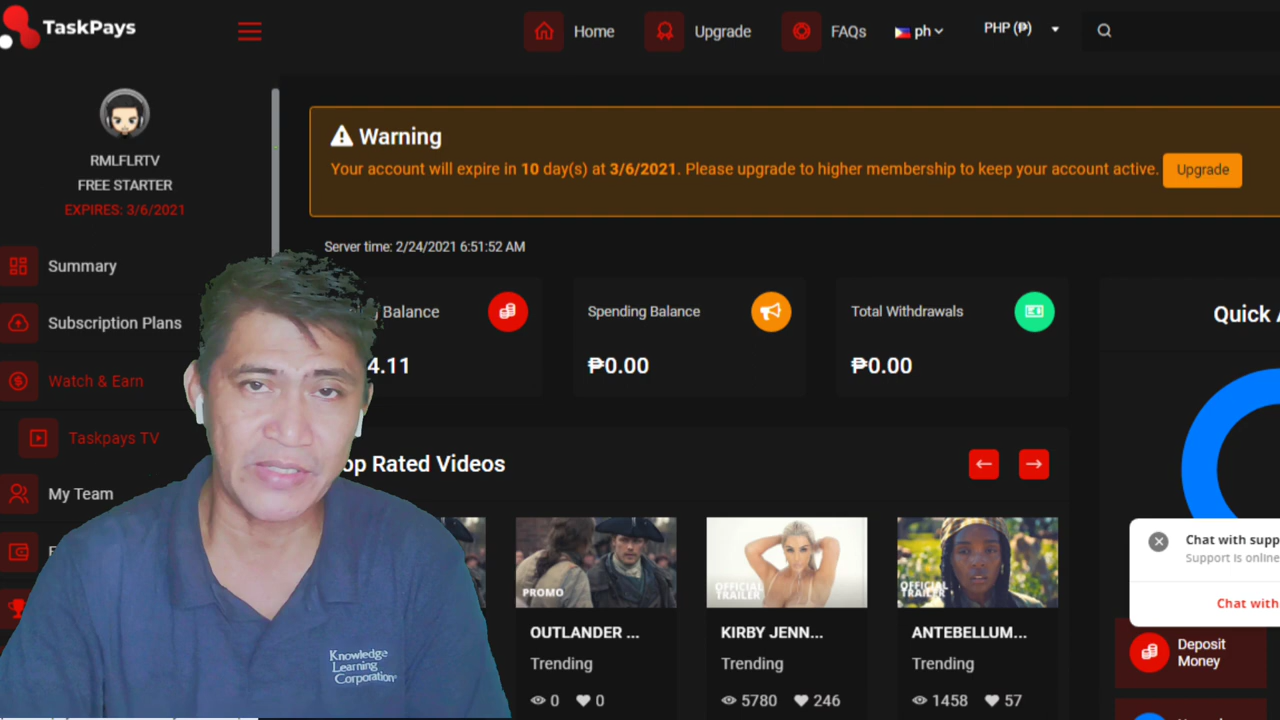 TaskPays
Home
Upgrade
FAQs
ph
PHP (₱)
RMLFLRTV
FREE STARTER
EXPIRES: 3/6/2021
Summary
Subscription Plans
Watch & Earn
Taskpays TV
My Team
Warning
Your account will expire in 10 day(s) at 3/6/2021. Please upgrade to higher membership to keep your account active.
Upgrade
Server time: 2/24/2021 6:51:52 AM
Balance
4.11
Spending Balance
₱0.00
Total Withdrawals
₱0.00
Quick
op Rated Videos
PROMO
OUTLANDER ...
Trending
0 0
OFFICIAL
TRAILER
KIRBY JENN...
Trending
5780 246
OFFICIAL
TRAILER
ANTEBELLUM...
Trending
1458 57
Chat with supp
Support is online
Chat with
Deposit
Money
Knowledge
Learning
Corporation